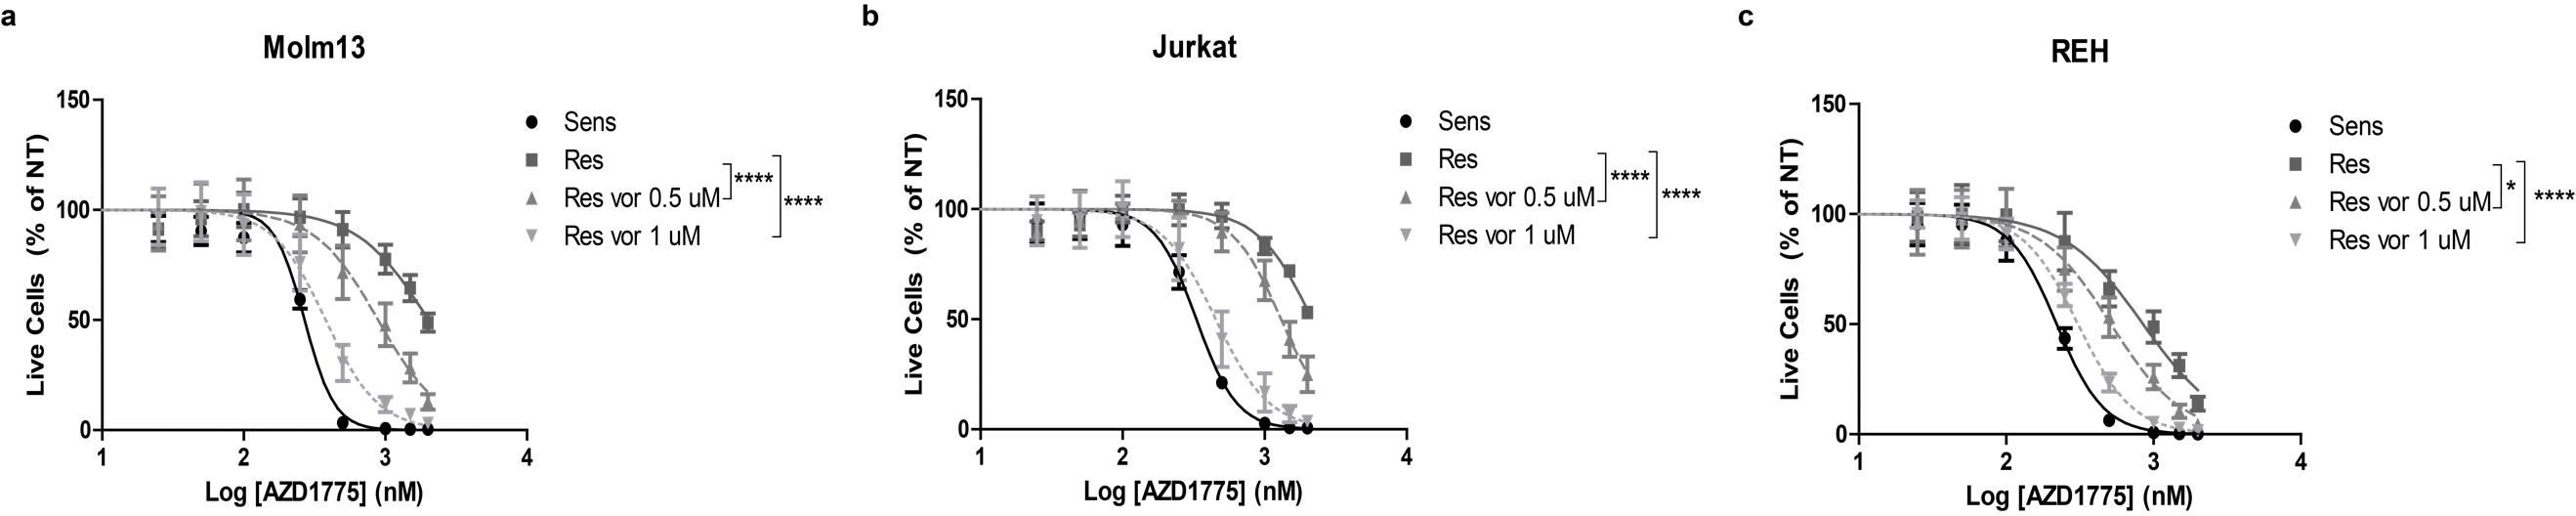 a
Molm13
150
100
50
0
1 2 3 4
Live Cells (% of NT)
Log [AZD1775] (nM)
Sens
Res
Res vor 0.5 uM
Res vor 1 uM
****
****
b
Jurkat
150
100
50
0
1 2 3 4
Live Cells (% of NT)
Log [AZD1775] (nM)
Sens
Res
Res vor 0.5 uM
Res vor 1 uM
****
****
c
REH
150
100
50
0
1 2 3 4
Live Cells (% of NT)
Log [AZD1775] (nM)
Sens
Res
Res vor 0.5 uM
Res vor 1 uM
*
****